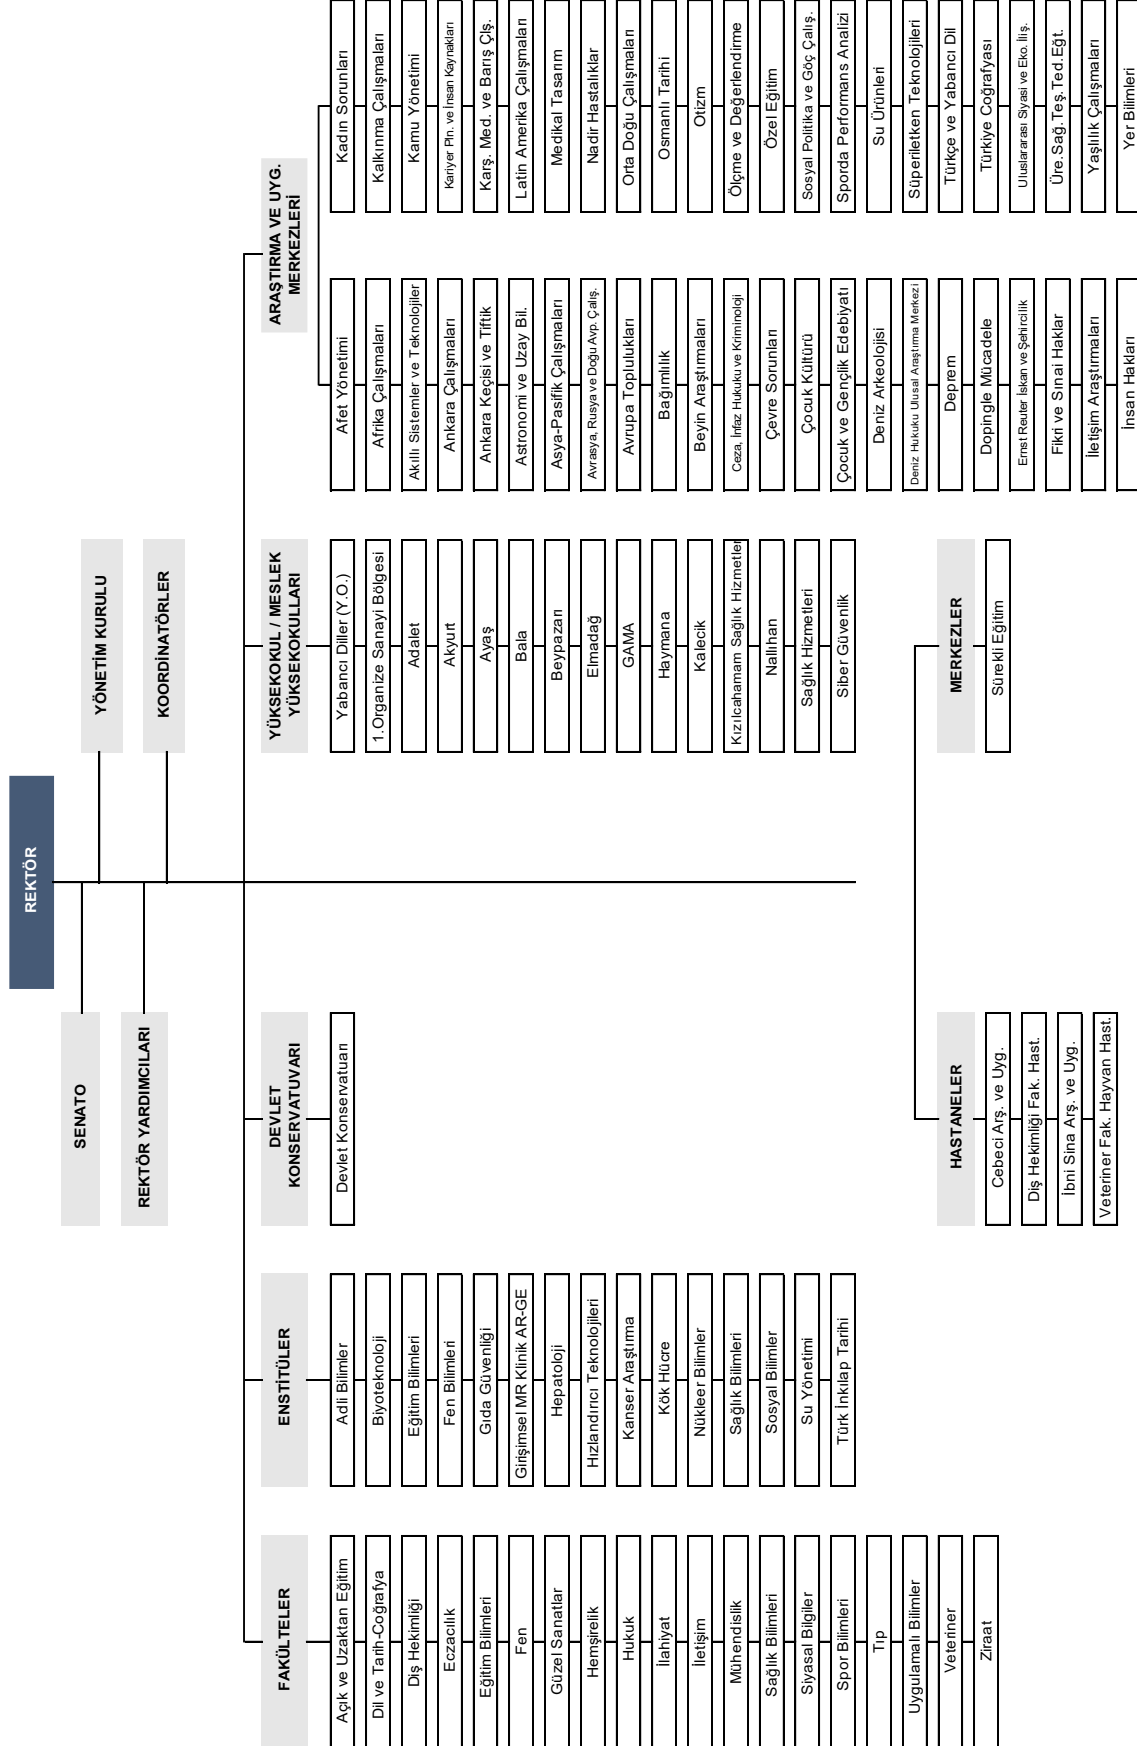 REKTÖR
SENATO
YÖNETİM KURULU
REKTÖR YARDIMCILARI
KOORDİNATÖRLER
FAKÜLTELER
Açık ve Uzaktan Eğitim
Dil ve Tarih-Coğrafya
Diş Hekimliği
Eczacılık
Eğitim Bilimleri
Fen
Güzel Sanatlar
Hemşirelik
Hukuk
İlahiyat
İletişim
Mühendislik
Sağlık Bilimleri
Siyasal Bilgiler
Spor Bilimleri
Tıp
Uygulamalı Bilimler
Veteriner
Ziraat
ENSTİTÜLER
Adli Bilimler
Biyoteknoloji
Eğitim Bilimleri
Fen Bilimleri
Gıda Güvenliği
Girişimsel MR Klinik AR-GE
Hepatoloji
Hızlandırıcı Teknolojileri
Kanser Araştırma
Kök Hücre
Nükleer Bilimler
Sağlık Bilimleri
Sosyal Bilimler
Su Yönetimi
Türk İnkılap Tarihi
DEVLET
KONSERVATUVARI
Devlet Konservatuarı
YÜKSEKOKUL / MESLEK
YÜKSEKOKULLARI
Yabancı Diller (Y.O.)
1.Organize Sanayi Bölgesi
Adalet
Akyurt
Ayaş
Bala
Beypazarı
Elmadağ
GAMA
Haymana
Kalecik
Kızılcahamam Sağlık Hizmetler
Nallıhan
Sağlık Hizmetleri
Siber Güvenlik
ARAŞTIRMA VE UYG.
MERKEZLERİ
Afet Yönetimi
Afrika Çalışmaları
Akıllı Sistemler ve Teknolojiler
Ankara Çalışmaları
Ankara Keçisi ve Tiftik
Astronomi ve Uzay Bil.
Asya-Pasifik Çalışmaları
Avrasya, Rusya ve Doğu Avp. Çalış.
Avrupa Toplulukları
Bağımlılık
Beyin Araştırmaları
Ceza, İnfaz Hukuku ve Kriminoloji
Çevre Sorunları
Çocuk Kültürü
Çocuk ve Gençlik Edebiyatı
Deniz Arkeolojisi
Deniz Hukuku Ulusal Araştırma Merkezi
Deprem
Dopingle Mücadele
Ernst Reuter İskan ve Şehircilik
Fikri ve Sınai Haklar
İletişim Araştırmaları
İnsan Hakları
Kadın Sorunları
Kalkınma Çalışmaları
Kamu Yönetimi
Kariyer Pln. ve İnsan Kaynakları
Karş. Med. ve Barış Çlş.
Latin Amerika Çalışmaları
Medikal Tasarım
Nadir Hastalıklar
Orta Doğu Çalışmaları
Osmanlı Tarihi
Otizm
Ölçme ve Değerlendirme
Özel Eğitim
Sosyal Politika ve Göç Çalış.
Sporda Performans Analizi
Su Ürünleri
Süperiletken Teknolojileri
Türkçe ve Yabancı Dil
Türkiye Coğrafyası
Uluslararası Siyasi ve Eko. İliş.
Üre.Sağ.Teş.Ted.Eğt.
Yaşlılık Çalışmaları
Yer Bilimleri
HASTANELER
Cebeci Arş. ve Uyg.
Diş Hekimliği Fak. Hast.
İbni Sina Arş. ve Uyg.
Veteriner Fak. Hayvan Hast.
MERKEZLER
Sürekli Eğitim